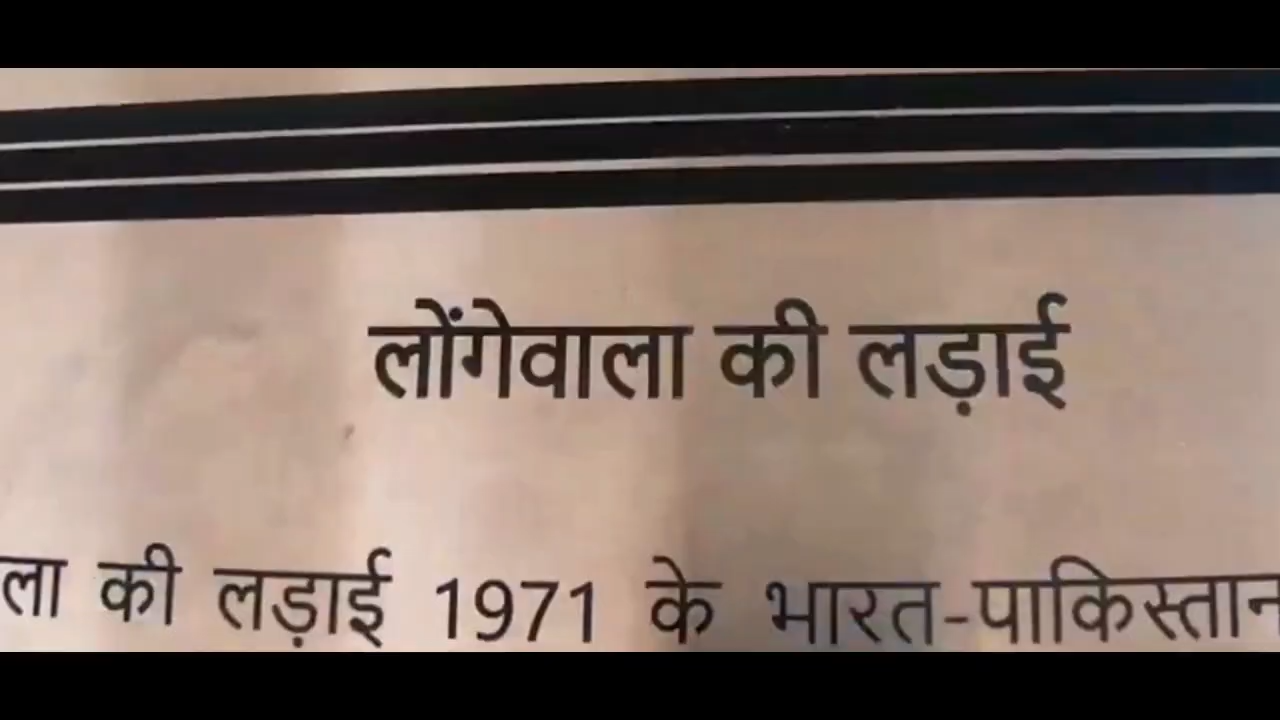 लोंगेवाला की लड़ाई
ला की लड़ाई 1971 के भारत-पाकिस्तान